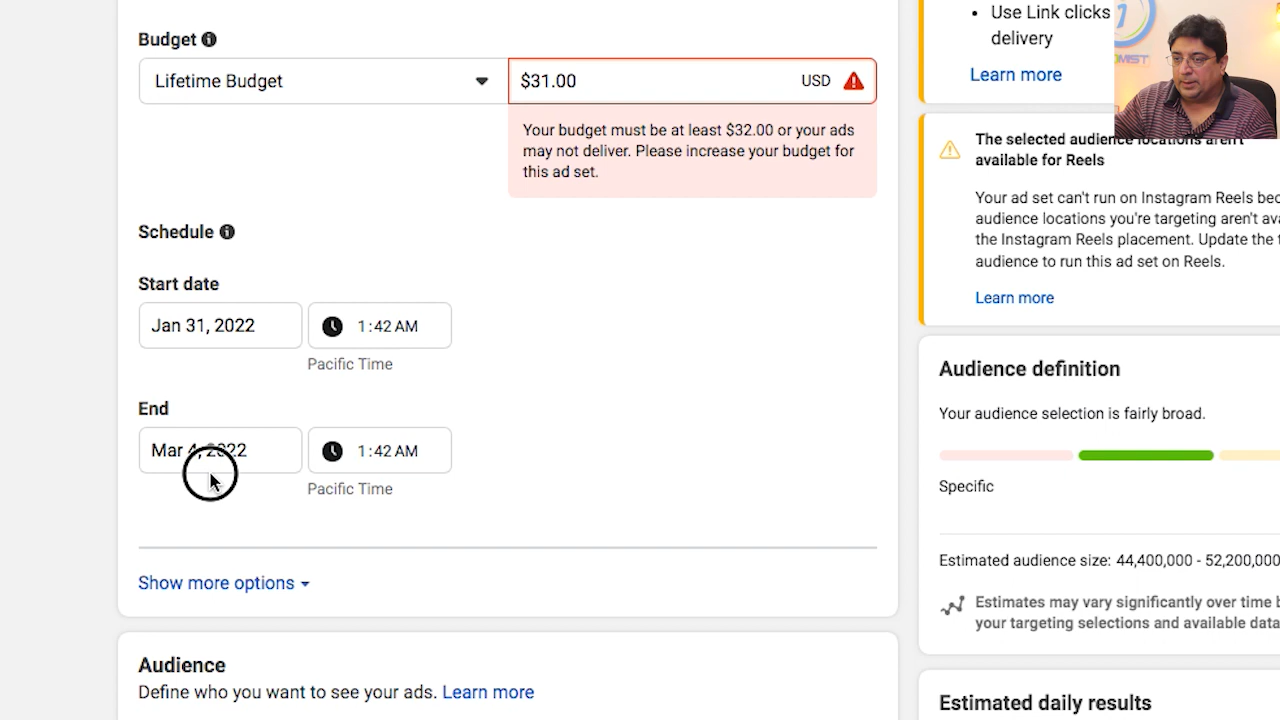 Budget
Lifetime Budget
$31.00
USD
Your budget must be at least $32.00 or your ads
may not deliver. Please increase your budget for
this ad set.
Schedule
Start date
Jan 31, 2022
1:42 AM
Pacific Time
End
Mar 4, 2022
1:42 AM
Pacific Time
Show more options
Audience
Define who you want to see your ads. Learn more
• Use Link clicks
delivery
Learn more
The selected audience locations aren't
available for Reels
Your ad set can't run on Instagram Reels bec
audience locations you're targeting aren't ava
the Instagram Reels placement. Update the t
audience to run this ad set on Reels.
Learn more
Audience definition
Your audience selection is fairly broad.
Specific
Estimated audience size: 44,400,000 - 52,200,000
Estimates may vary significantly over time b
your targeting selections and available data
Estimated daily results